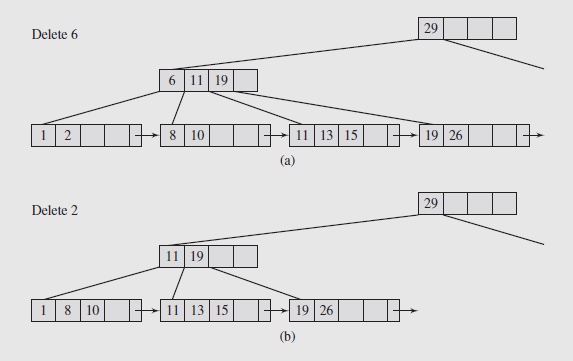 29
Delete 6
6 11 19
1 2 8 10 11 13 15 19 26
(a)
29
Delete 2
11 19
1 8 10 11 13 15 19 26
(b)